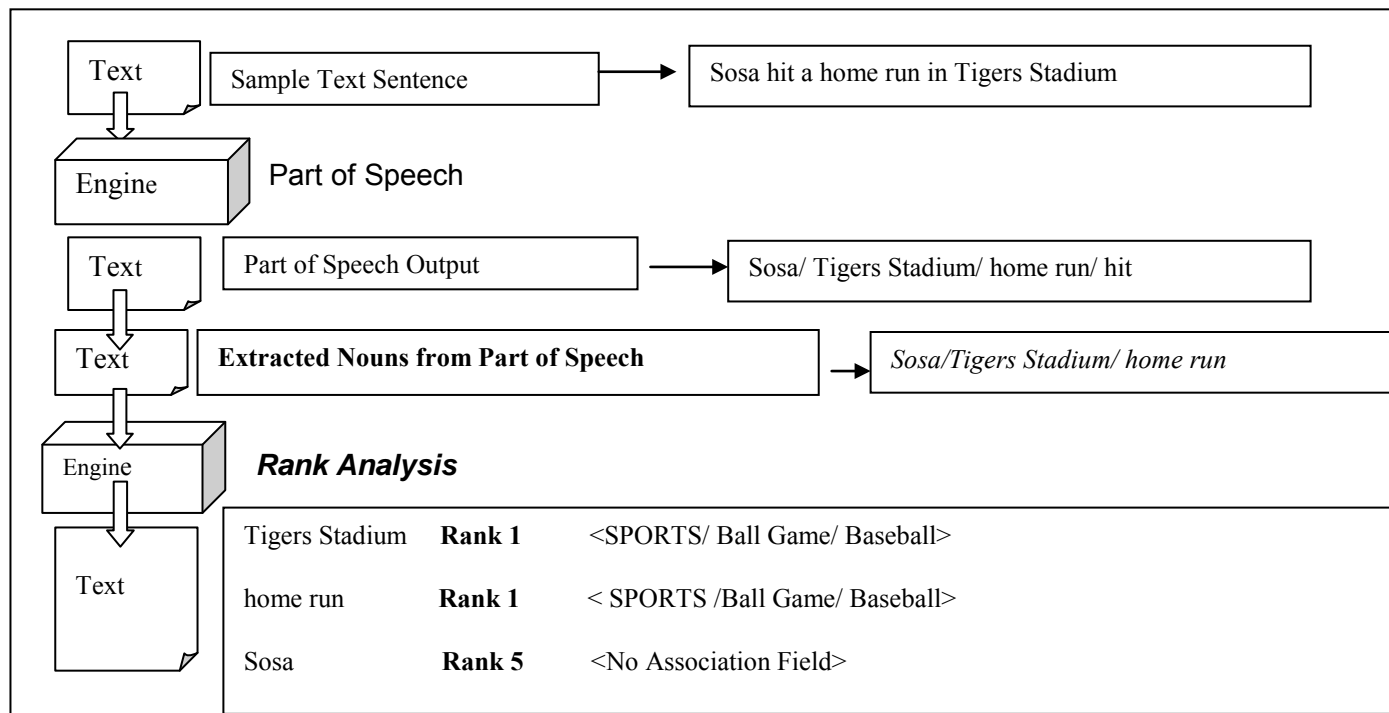 Text
Sample Text Sentence
Sosa hit a home run in Tigers Stadium
Engine
Part of Speech
Text
Part of Speech Output
Sosa/ Tigers Stadium/ home run/ hit
Text
Extracted Nouns from Part of Speech
Sosa/Tigers Stadium/ home run
Engine
Rank Analysis
Text
Tigers Stadium Rank 1 <SPORTS/ Ball Game/ Baseball>
home run Rank 1 < SPORTS /Ball Game/ Baseball>
Sosa Rank 5 <No Association Field>